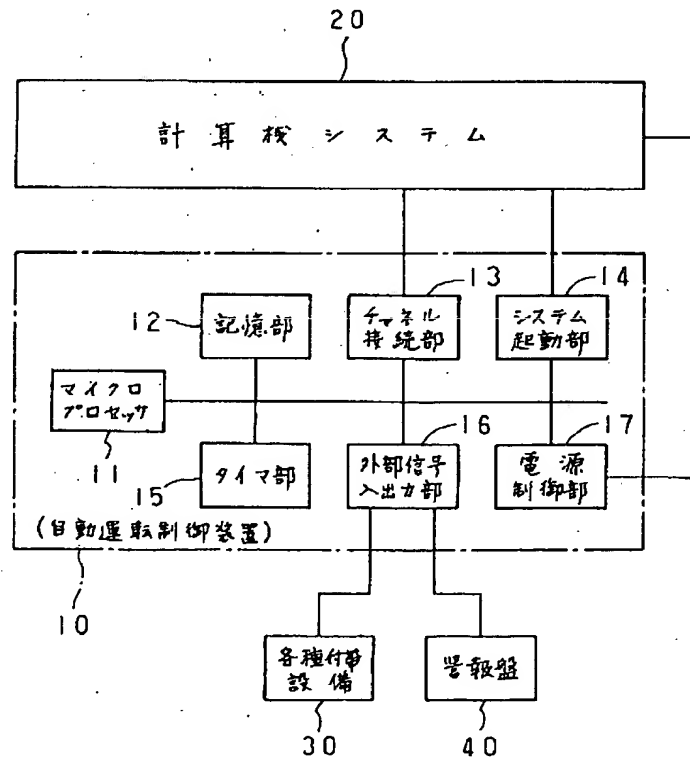 20
計算機システム
13
14
12
記憶部
チャネル
接続部
システム
起動部
マイクロ
プロセッサ
11
16
17
15
タイマ部
外部信号
入出力部
電源
制御部
(自動運転制御装置)
10
各種付帯
設備
警報盤
30
40